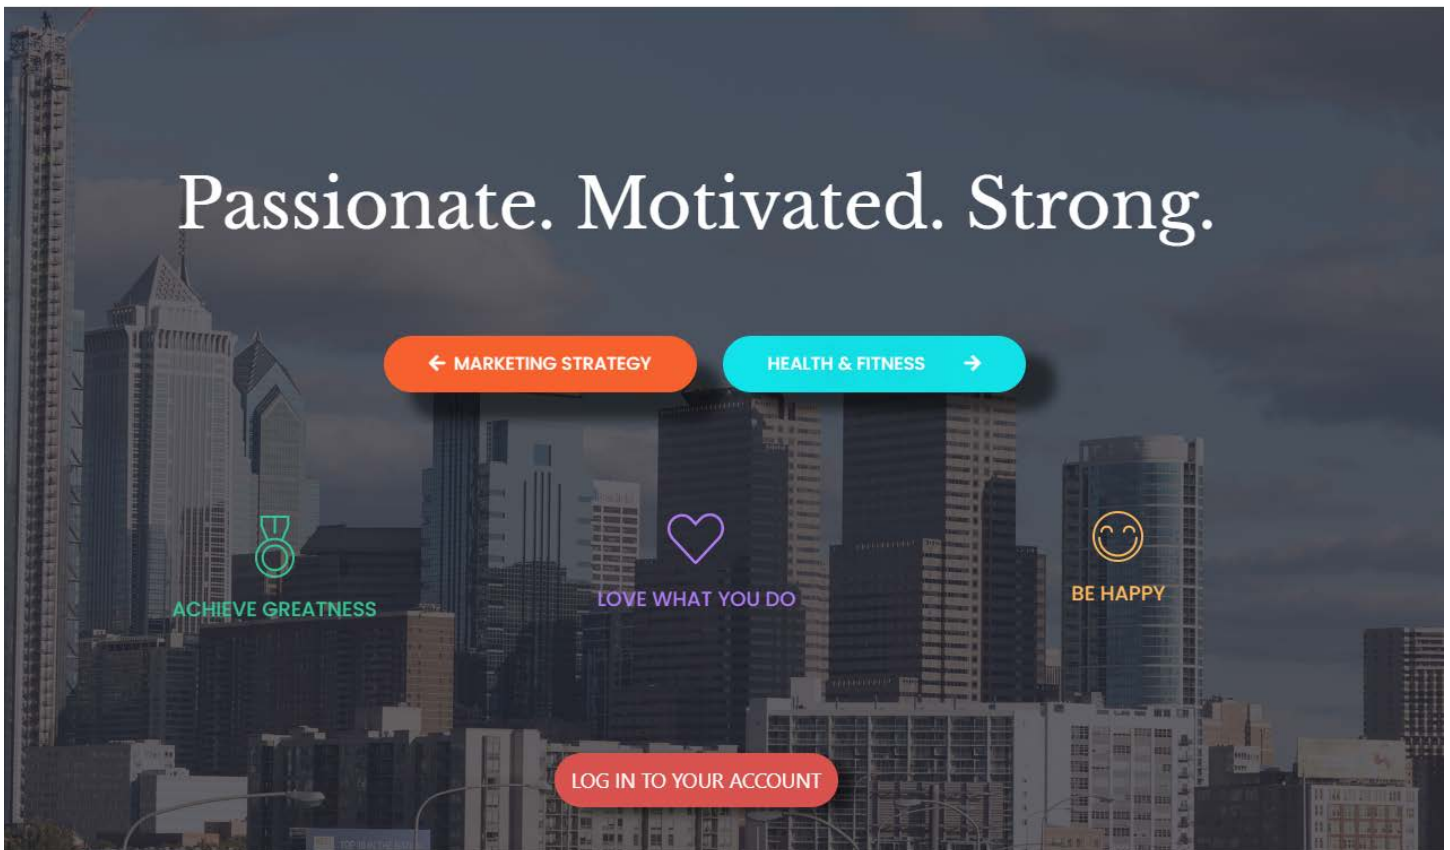 Passionate. Motivated. Strong.
MARKETING STRATEGY
HEALTH & FITNESS
ACHIEVE GREATNESS
LOVE WHAT YOU DO
BE HAPPY
LOG IN TO YOUR ACCOUNT